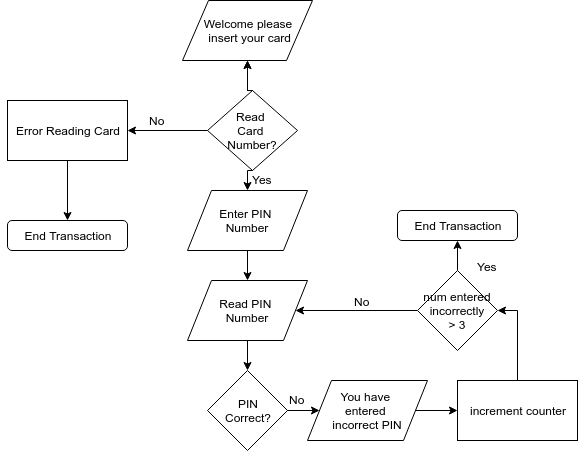 Welcome please
insert your card
Read
Card
Number?
No
Error Reading Card
Yes
End Transaction
Enter PIN
Number
End Transaction
Yes
Read PIN
Number
No
num entered
incorrectly
> 3
PIN
Correct?
No
You have
entered
incorrect PIN
increment counter